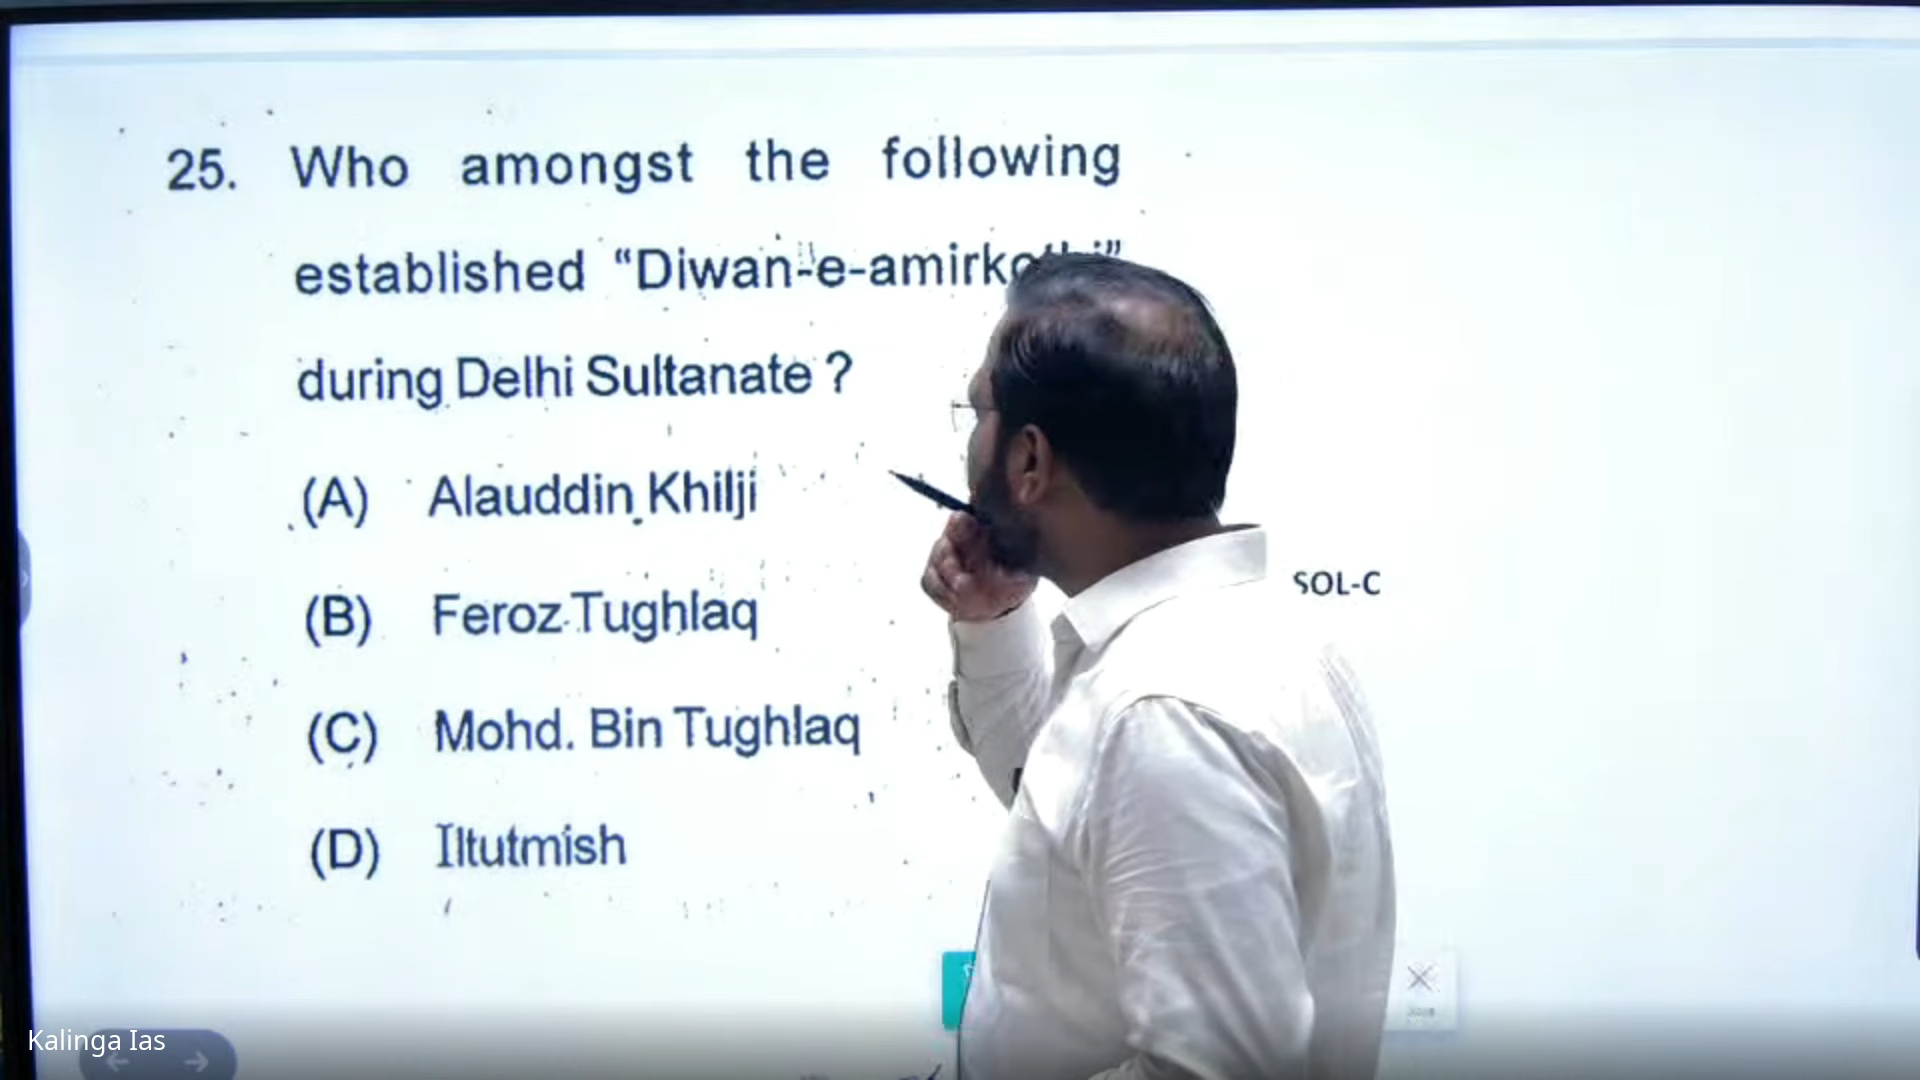 25. Who amongst the following
established “Diwan-e-
during Delhi Sultanate ?
(A) Alauddin Khilji
(B) Feroz Tughlaq
(C) Mohd. Bin Tughlaq
(D) Iltutmish
SOL-C
Kalinga Ias